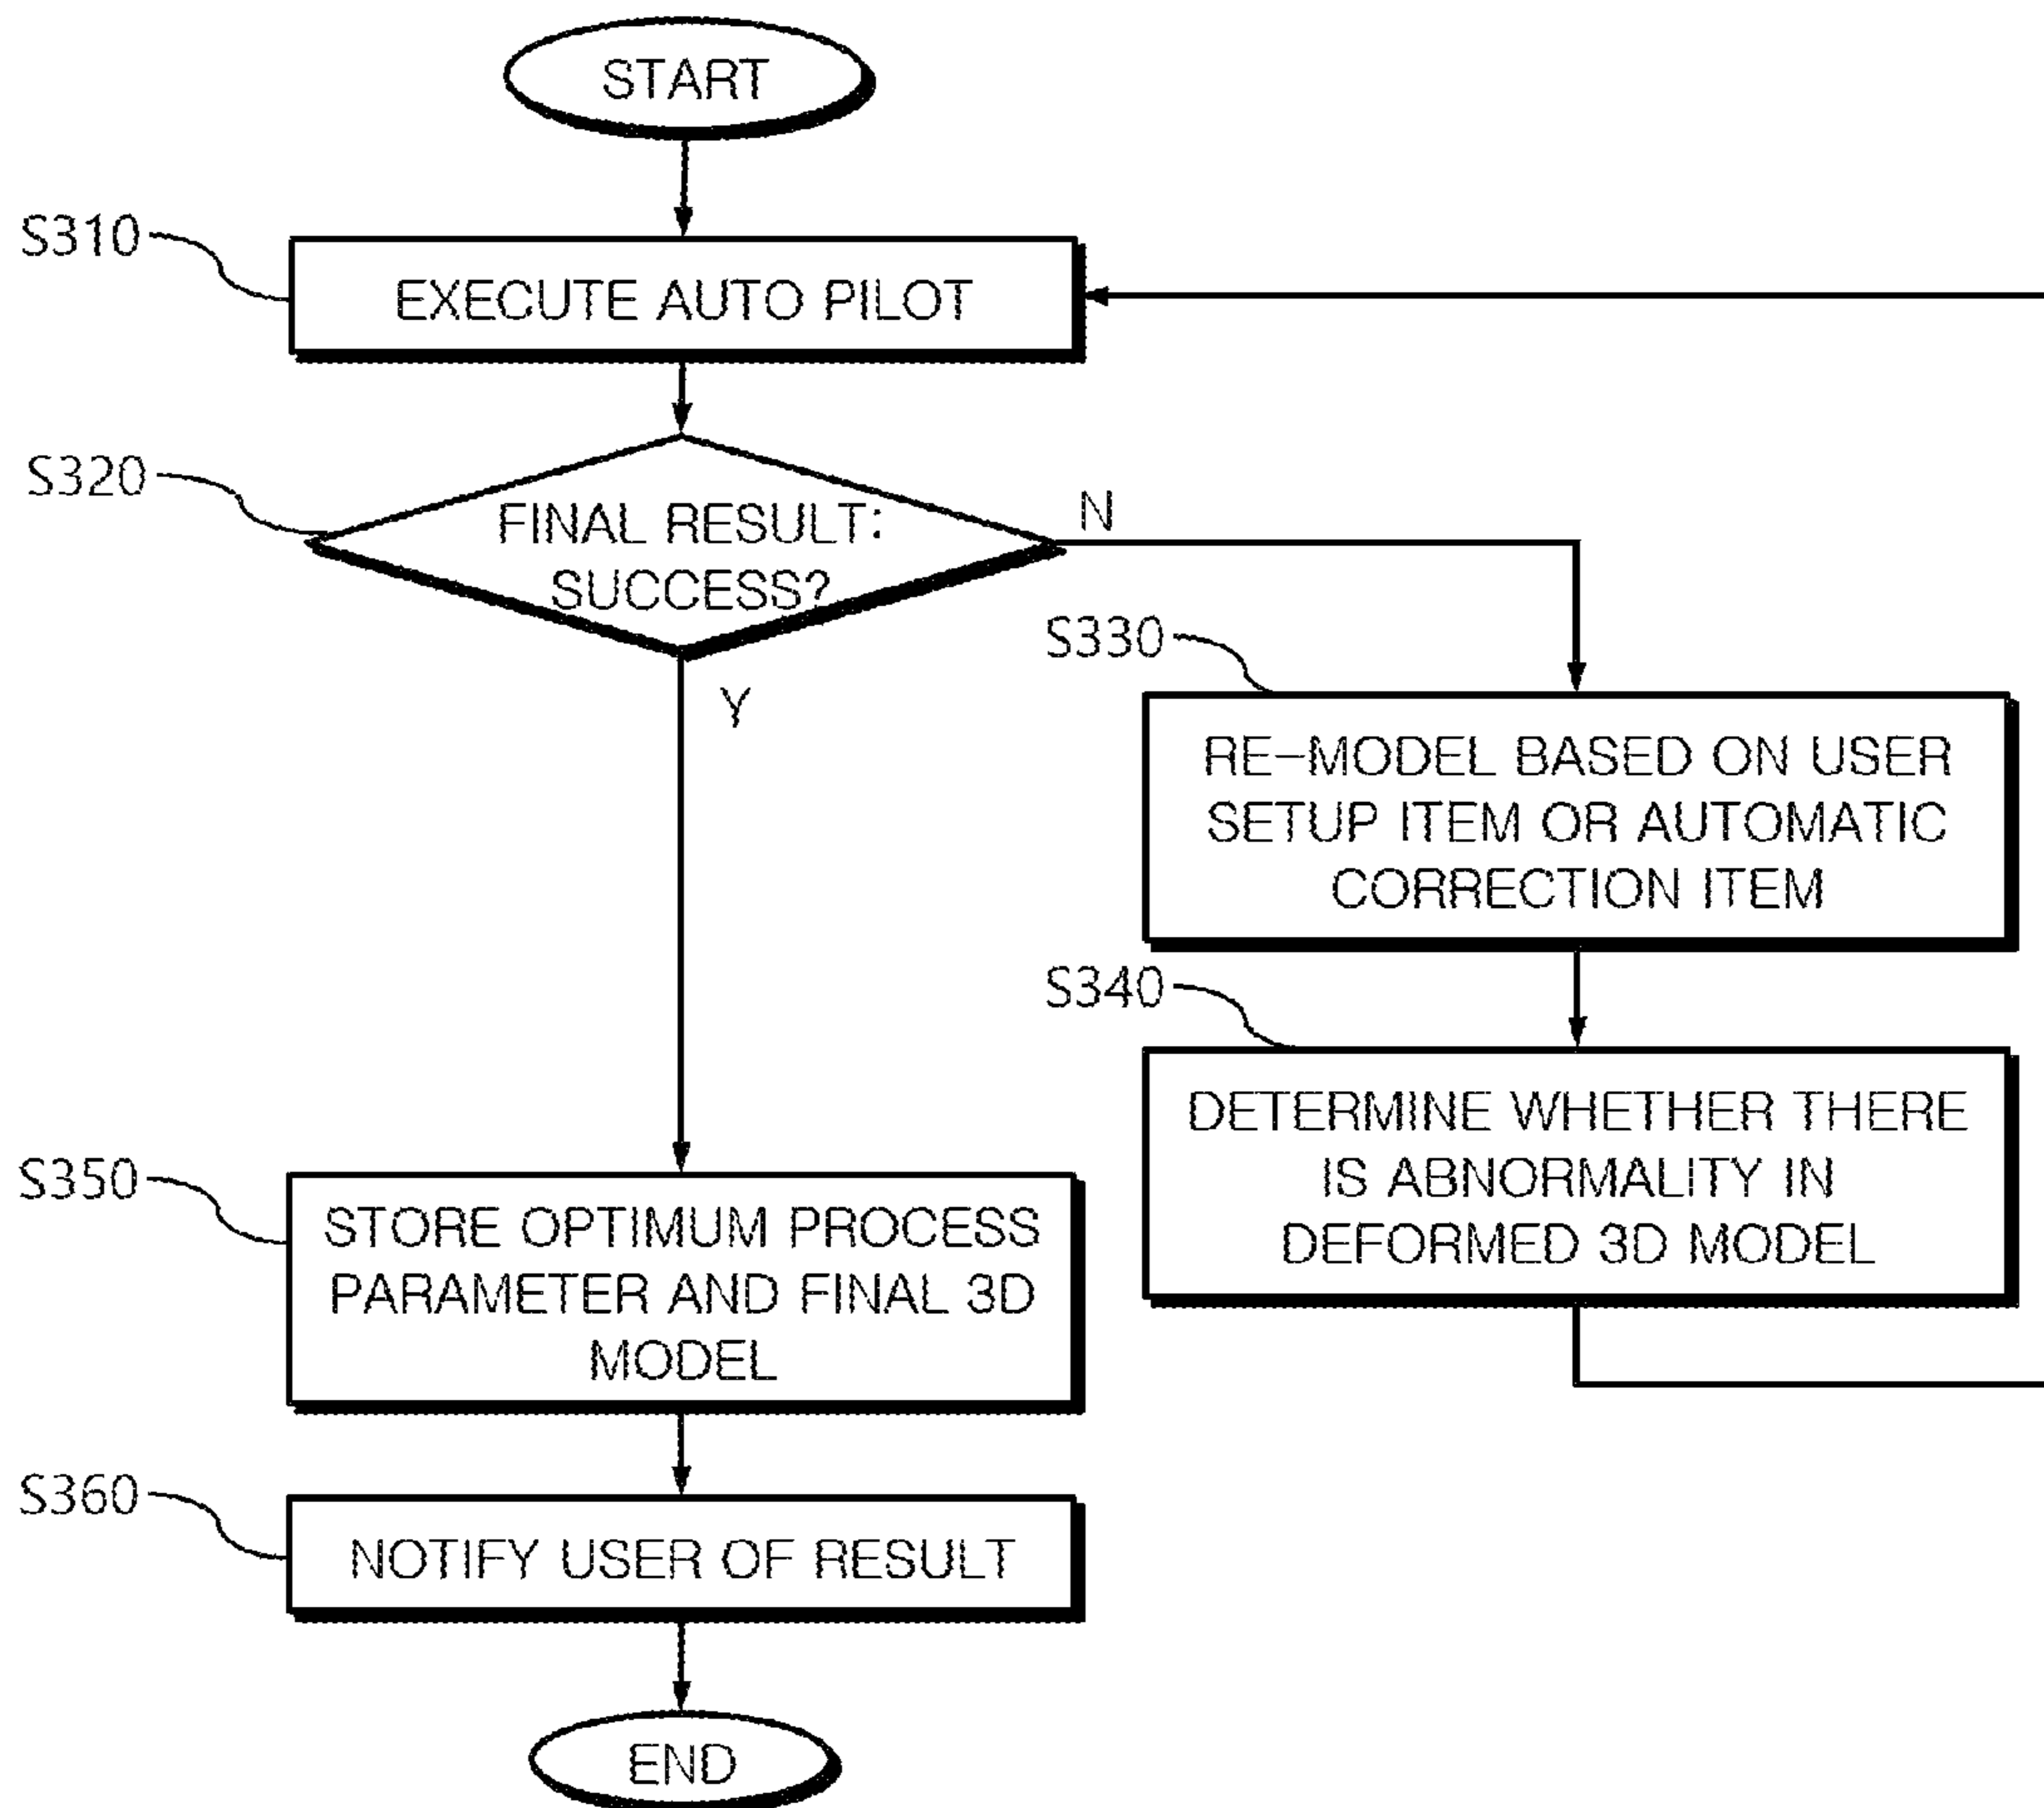 START
S310
EXECUTE AUTO PILOT
S320
FINAL RESULT:
SUCCESS?
N
Y
S330
RE-MODEL BASED ON USER
SETUP ITEM OR AUTOMATIC
CORRECTION ITEM
S340
DETERMINE WHETHER THERE
IS ABNORMALITY IN
DEFORMED 3D MODEL
S350
STORE OPTIMUM PROCESS
PARAMETER AND FINAL 3D
MODEL
S360
NOTIFY USER OF RESULT
END